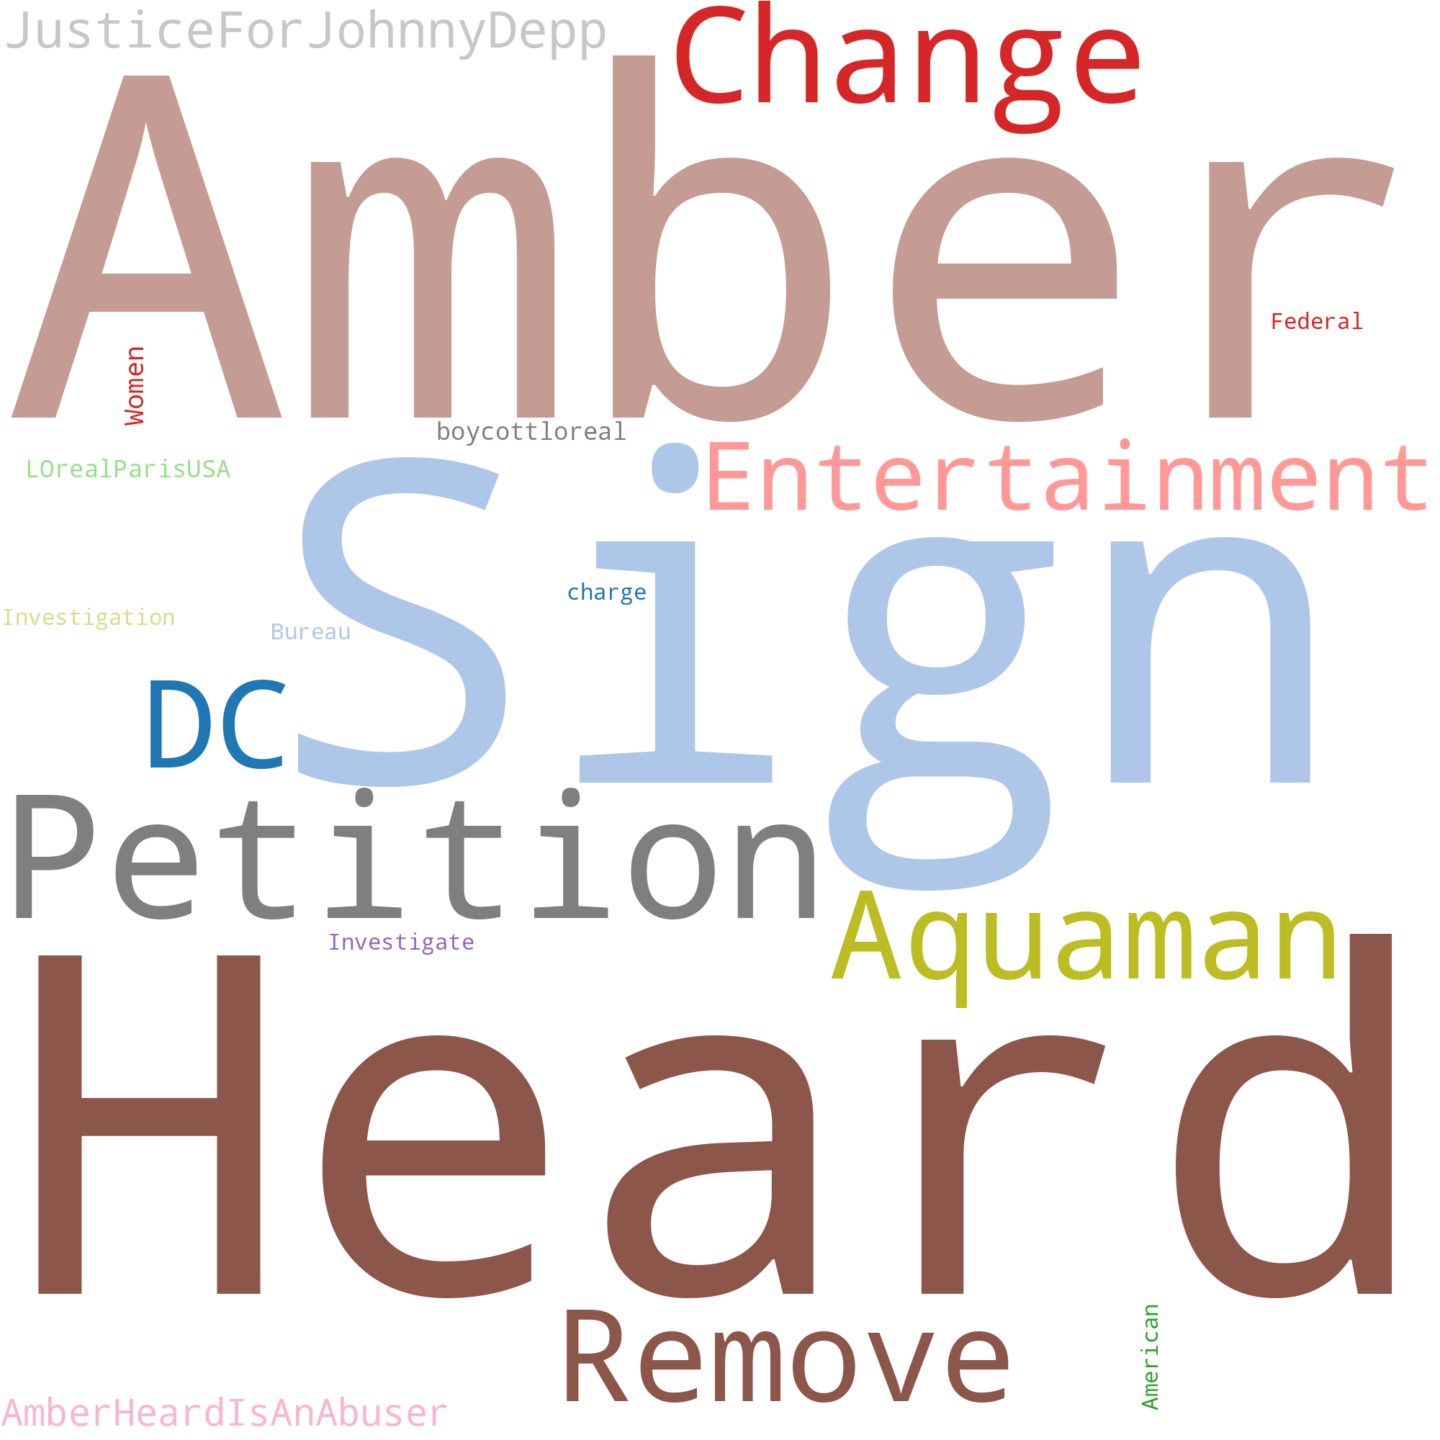 JusticeForJohnnyDepp
Change
Amber
Federal
Women
boycottloreal
LOrealParisUSA
Entertainment
Sign
charge
Investigation
Bureau
DC
Petition
Aquaman
Investigate
Heard
Remove
American
AmberHeardIsAnAbuser